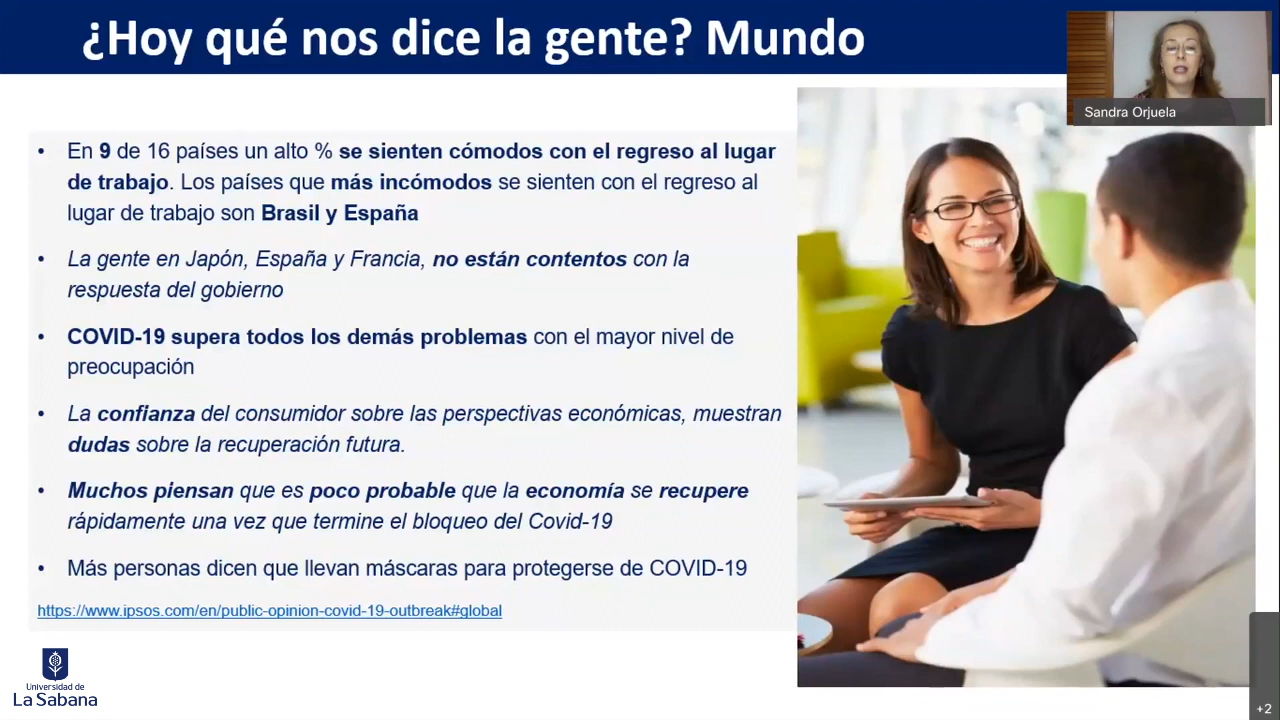 ¿Hoy qué nos dice la gente? Mundo
Sandra Orjuela
• En 9 de 16 países un alto % se sienten cómodos con el regreso al lugar
de trabajo. Los países que más incómodos se sienten con el regreso al
lugar de trabajo son Brasil y España
• La gente en Japón, España y Francia, no están contentos con la
respuesta del gobierno
• COVID-19 supera todos los demás problemas con el mayor nivel de
preocupación
• La confianza del consumidor sobre las perspectivas económicas, muestran
dudas sobre la recuperación futura.
• Muchos piensan que es poco probable que la economía se recupere
rápidamente una vez que termine el bloqueo del Covid-19
• Más personas dicen que llevan máscaras para protegerse de COVID-19
https://www.ipsos.com/en/public-opinion-covid-19-outbreak#global
Universidad de
La Sabana
+2